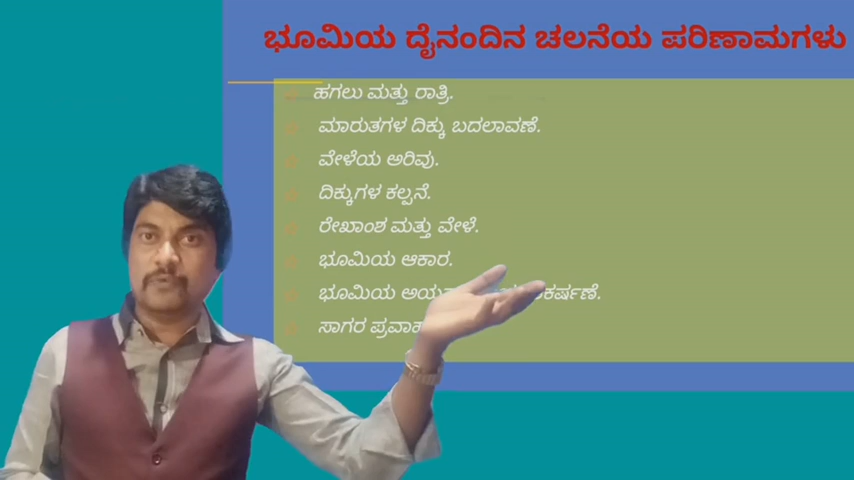 ಭೂಮಿಯ ದೈನಂದಿನ ಚಲನೆಯ ಪರಿಣಾಮಗಳು
ಹಗಲು ಮತ್ತು ರಾತ್ರಿ.
ಮಾರುತಗಳ ದಿಕ್ಕು ಬದಲಾವಣೆ.
ವೇಳೆಯ ಅರಿವು.
ದಿಕ್ಕುಗಳ ಕಲ್ಪನೆ.
ರೇಖಾಂಶ ಮತ್ತು ವೇಳೆ.
ಭೂಮಿಯ ಆಕಾರ.
ಭೂಮಿಯ
ಸಾಗರ